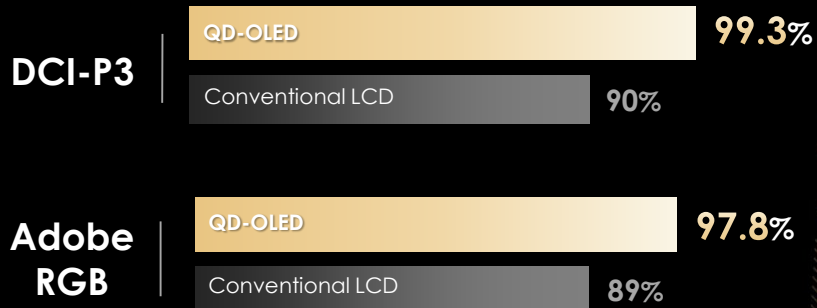 QD-OLED
99.3%
DCI-P3
Conventional LCD
90%
QD-OLED
97.8%
Adobe
RGB
Conventional LCD
89%